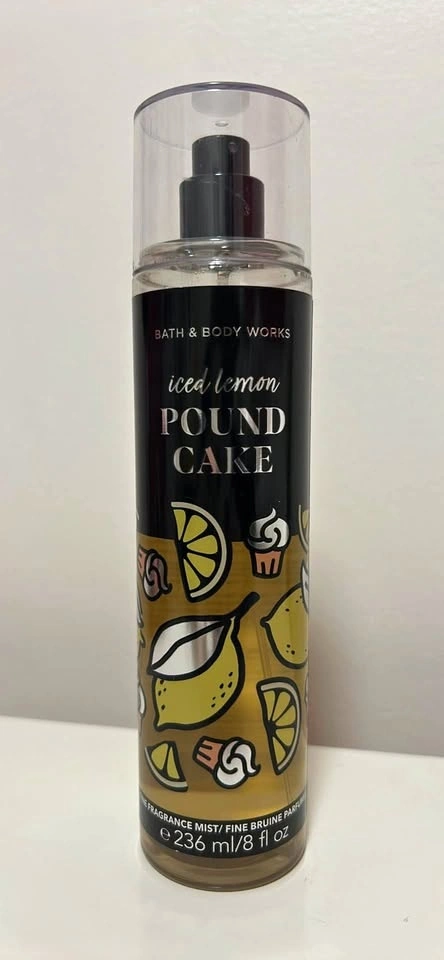 BATH & BODY WORKS
iced lemon
POUND
CAKE
FRAGRANCE MIST/ FINE BRUINE
℮ 236 ml/8 fl oz